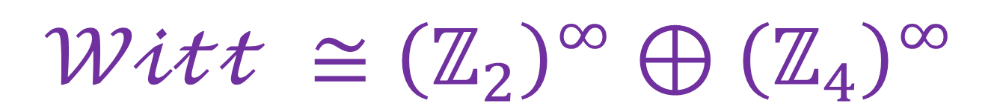 𝒲𝒾𝓉𝓉 ≅ (ℤ₂)^∞ ⊕ (ℤ₄)^∞